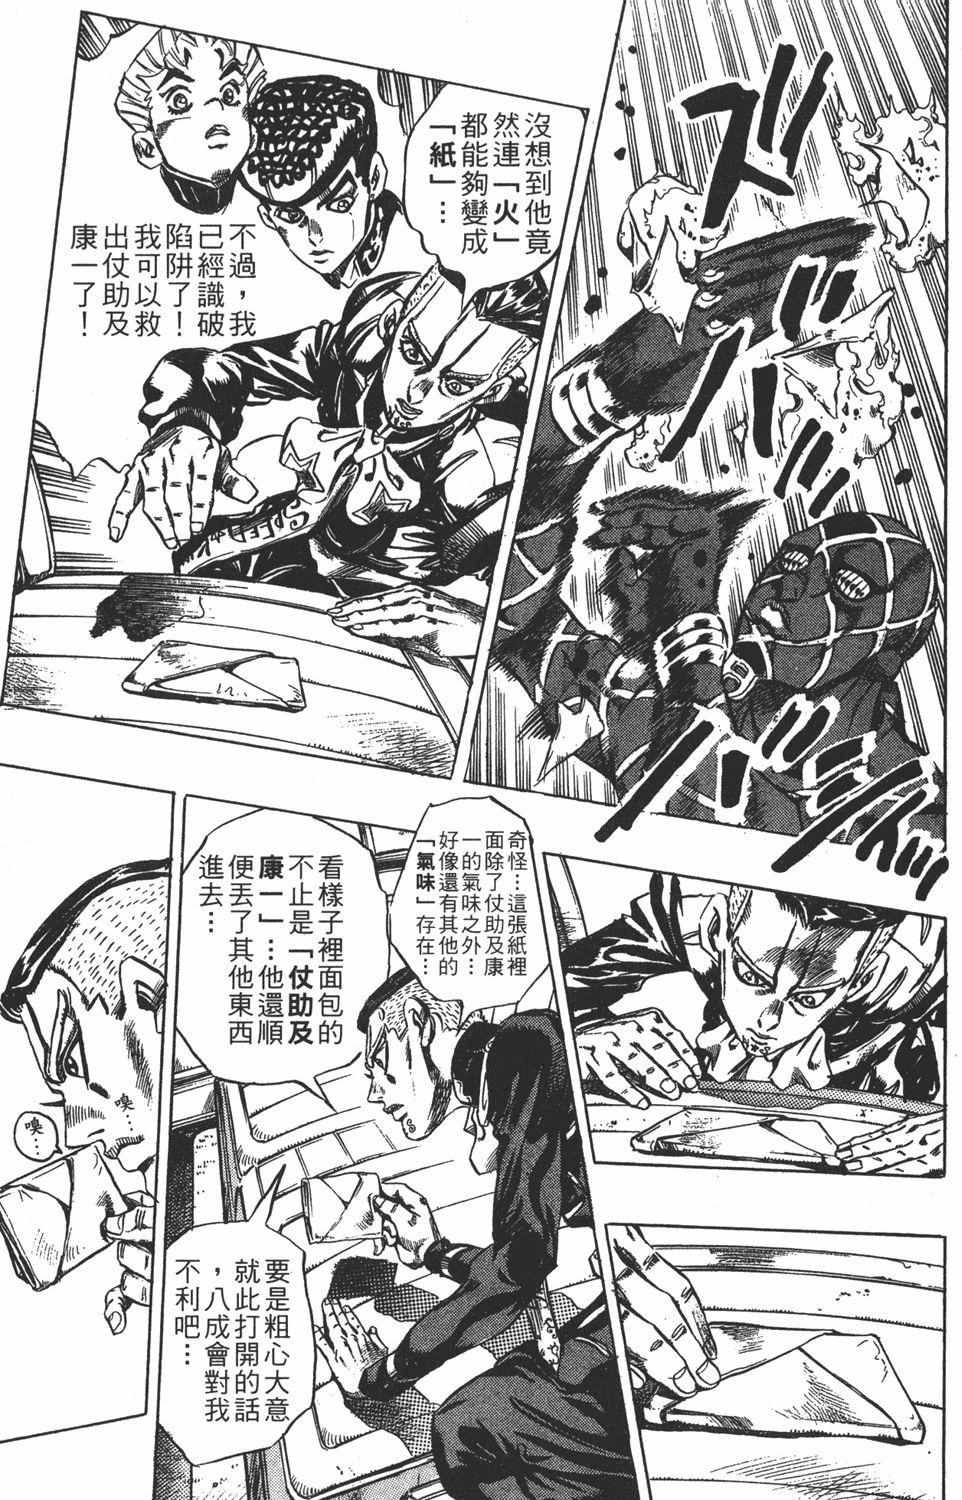 ズズズ
ズズズ
沒想到他竟
然連「火」
都能夠變成
「紙」…
不過，我
已經識破
陷阱了！
我可以救
出仗助及
康一了！
SPEED★K
奇怪…這張紙裡
面除了仗助及康
一的氣味之外…
好像還有其他的
「氣味」存在…
看樣子裡面包的
不止是「仗助及
康一」…他還順
便丟了其他東西
進去…
要是粗心大意
就此打開的話
，八成會對我
不利吧…
嗅…
嗅…